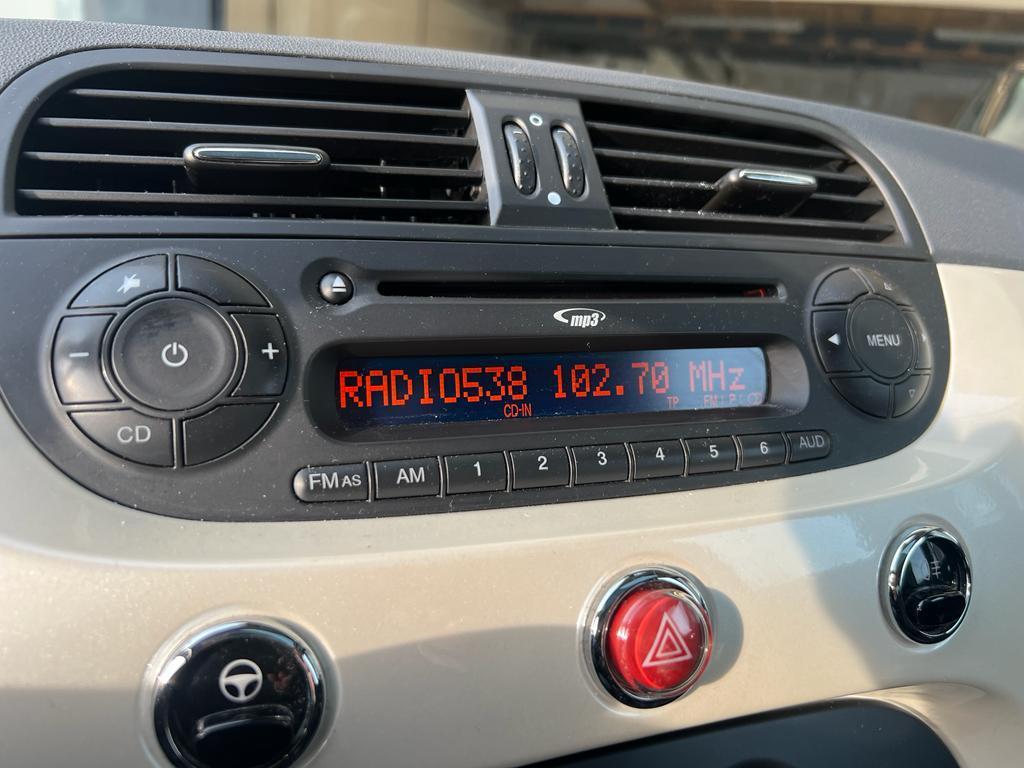 mp3
MENU
RADIO538 102.70 MHz
CD-IN TP
CD
FM AS AM 1 2 3 4 5 6 AUD